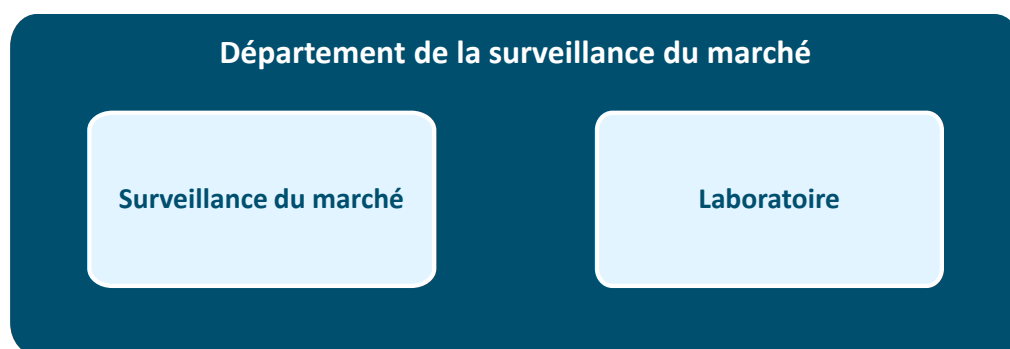 Département de la surveillance du marché
Surveillance du marché
Laboratoire